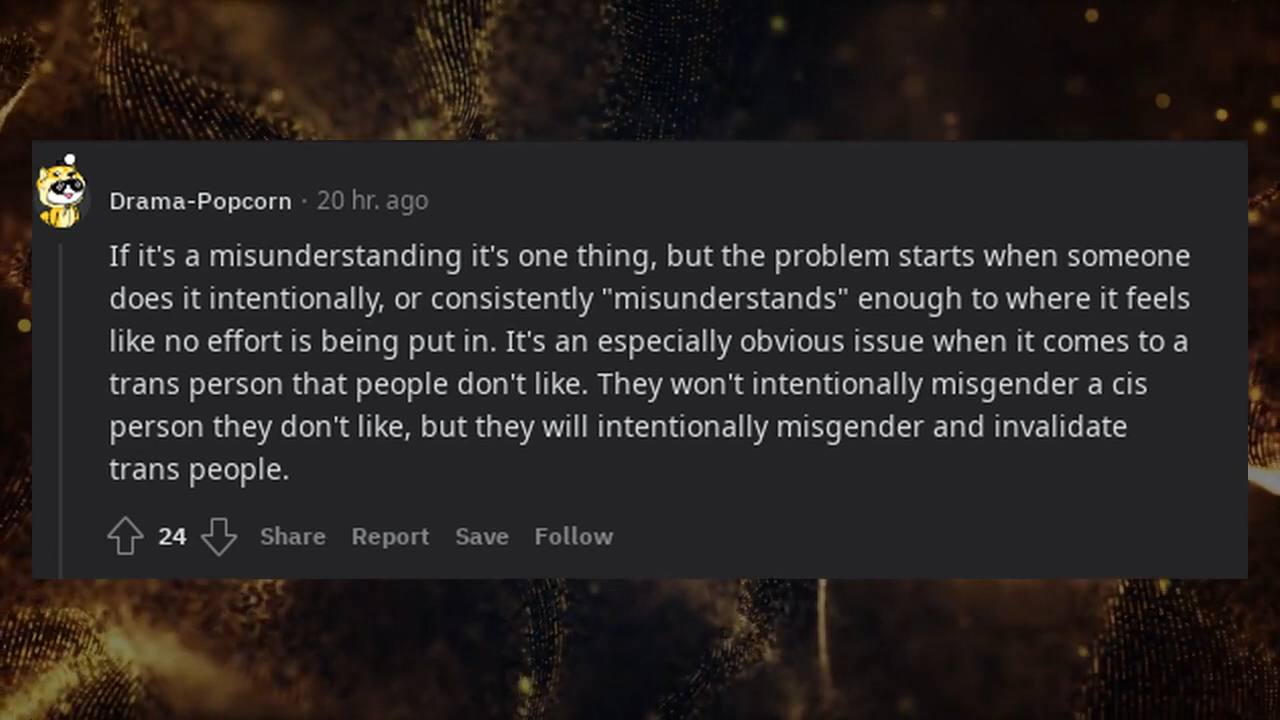 Drama-Popcorn · 20 hr. ago
If it's a misunderstanding it's one thing, but the problem starts when someone
does it intentionally, or consistently "misunderstands" enough to where it feels
like no effort is being put in. It's an especially obvious issue when it comes to a
trans person that people don't like. They won't intentionally misgender a cis
person they don't like, but they will intentionally misgender and invalidate
trans people.
24 Share Report Save Follow